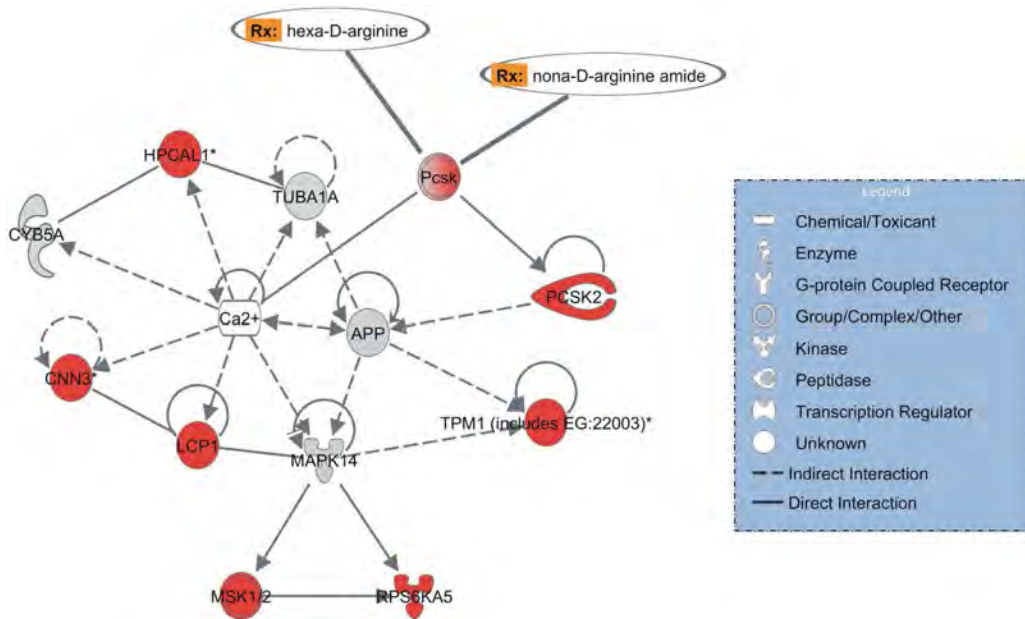 Rx: hexa-D-arginine
Rx: nona-D-arginine amide
HPCAL1*
Pcsk
TUBA1A
CYB5A
PCSK2
Ca2+
APP
CNN3*
TPM1 (includes EG:22003)*
LCP1
MAPK14
MSK1/2
RPS6KA5
Legend
Chemical/Toxicant
Enzyme
G-protein Coupled Receptor
Group/Complex/Other
Kinase
Peptidase
Transcription Regulator
Unknown
Indirect Interaction
Direct Interaction